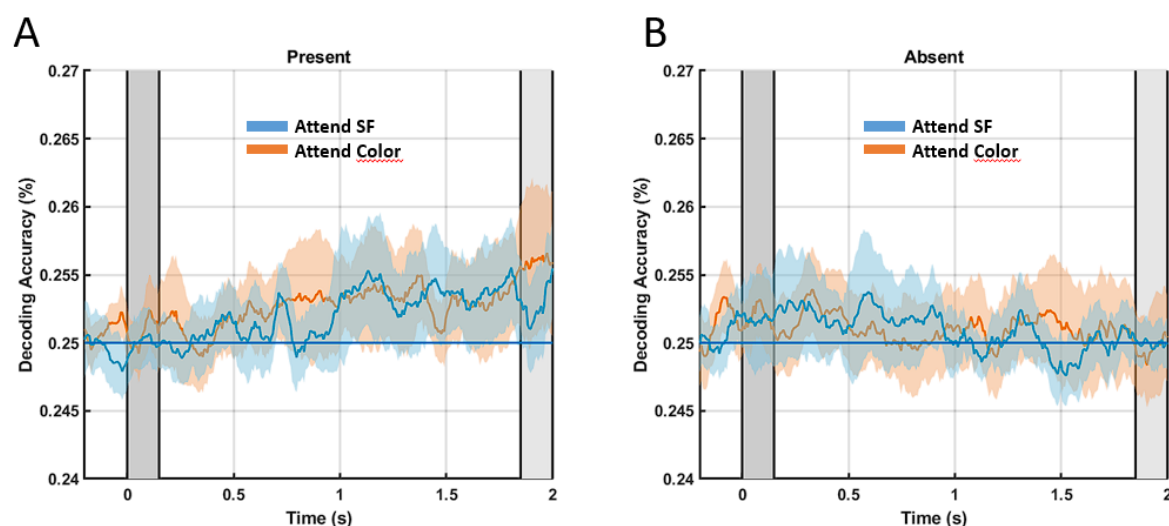 A
Present
0.27
0.265
0.26
0.255
0.25
0.245
0.24
Decoding Accuracy (%)
Attend SF
Attend Color
0
0.5
1
1.5
2
Time (s)
B
Absent
0.27
0.265
0.26
0.255
0.25
0.245
0.24
Decoding Accuracy (%)
Attend SF
Attend Color
0
0.5
1
1.5
2
Time (s)